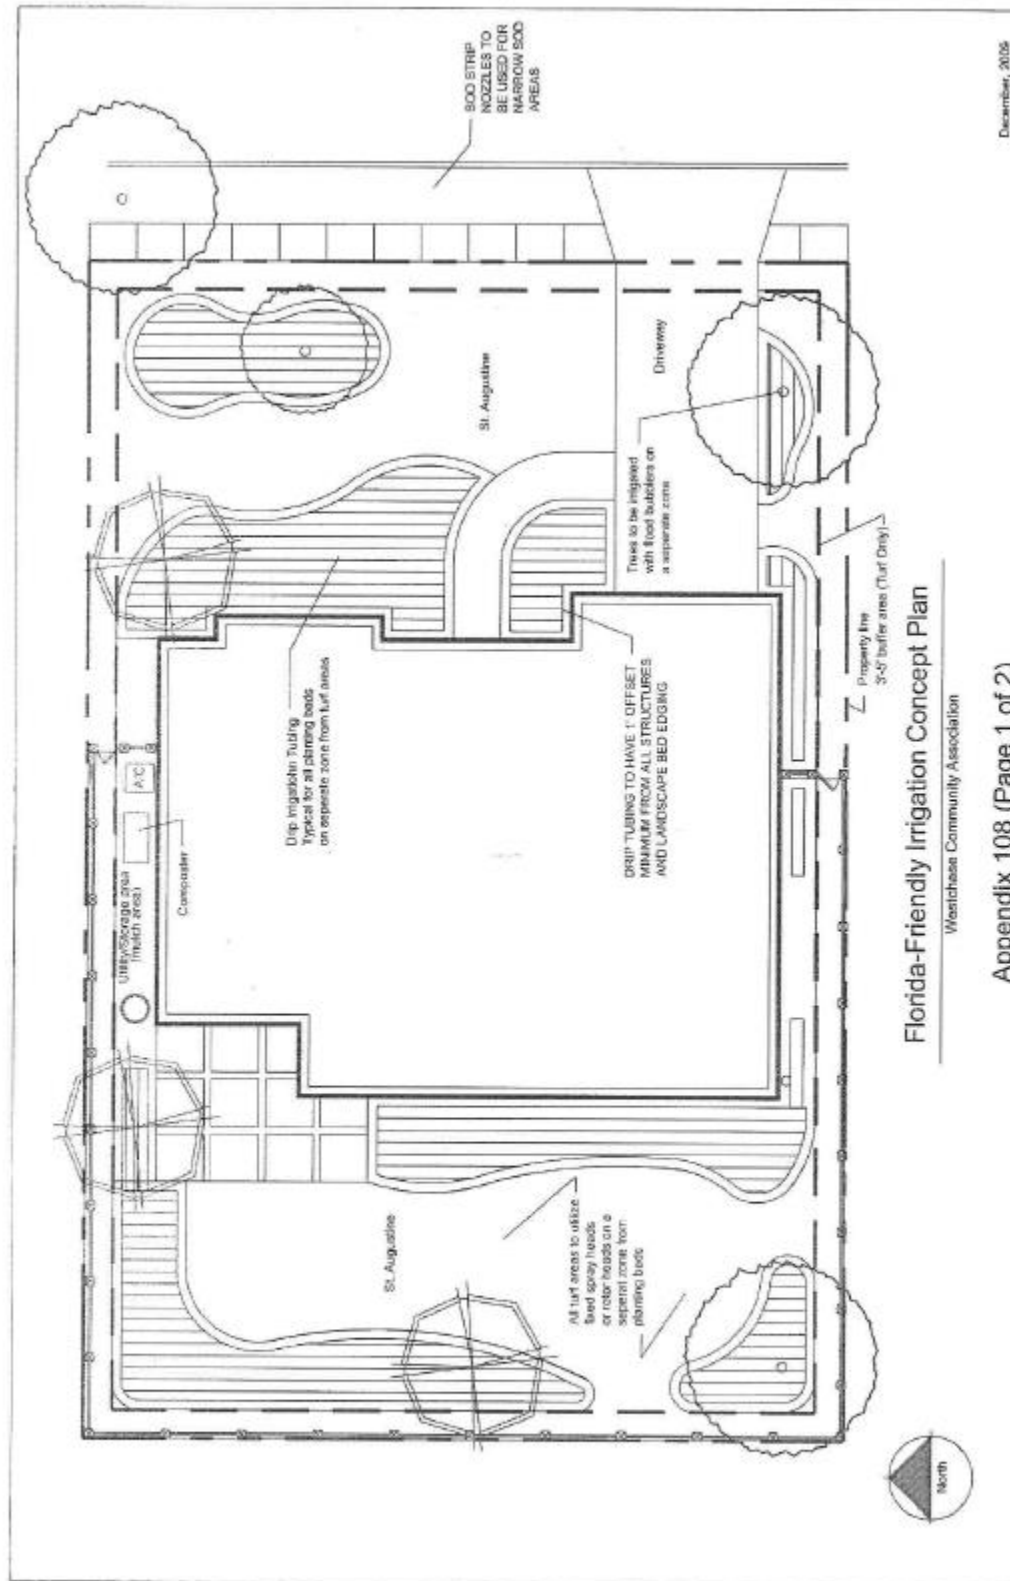 SOD STRIP
NOZZLES TO
BE USED FOR
NARROW SOD
AREAS
December, 2009
St. Augustine
Driveway
Trees to be irrigated
with flood bubblers on
a seperate zone
Drip Irrigatiohn Tubing
Typical for all planting beds
on seperate zone from turf areas
DRIP TUBING TO HAVE 1' OFFSET
MINIMUM FROM ALL STRUCTURES
AND LANDSCAPE BED EDGING
A/C
Composter
Utility/Storage area
(mulch area)
Property line
3'-5' buffer area (Turf Only)
St. Augustine
All turf areas to utilize
fixed spray heads
or rotor heads on a
seperat zone from
planting beds
North
Florida-Friendly Irrigation Concept Plan
Westchase Community Association
Appendix 108 (Page 1 of 2)